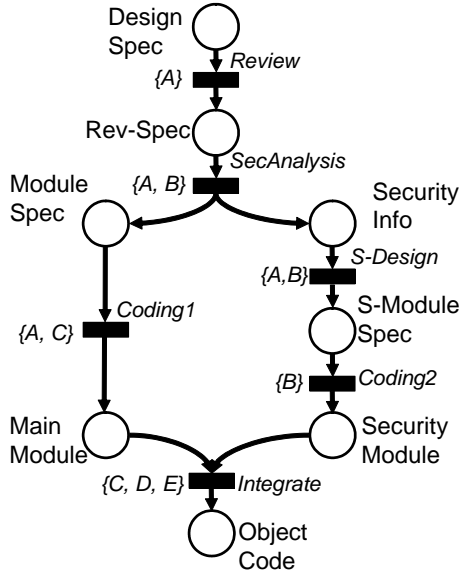 Design
Spec
Review
{A}
Rev-Spec
SecAnalysis
{A, B}
Module
Spec
Security
Info
S-Design
{A,B}
S-Module
Spec
Coding1
{A, C}
{B}
Coding2
Main
Module
Security
Module
{C, D, E}
Integrate
Object
Code